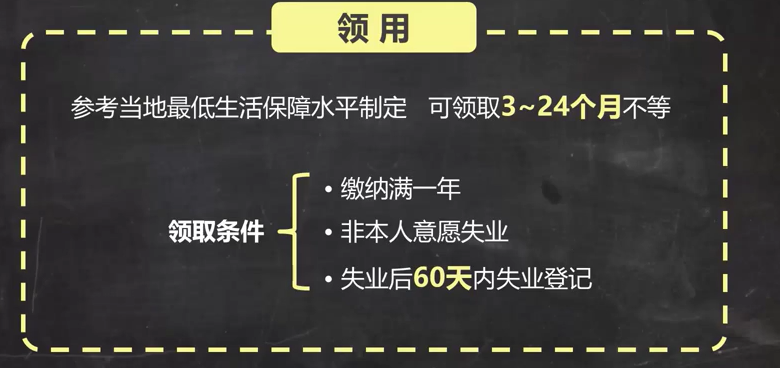 领用
参考当地最低生活保障水平制定 可领取3~24个月不等
领取条件
• 缴纳满一年
• 非本人意愿失业
• 失业后60天内失业登记